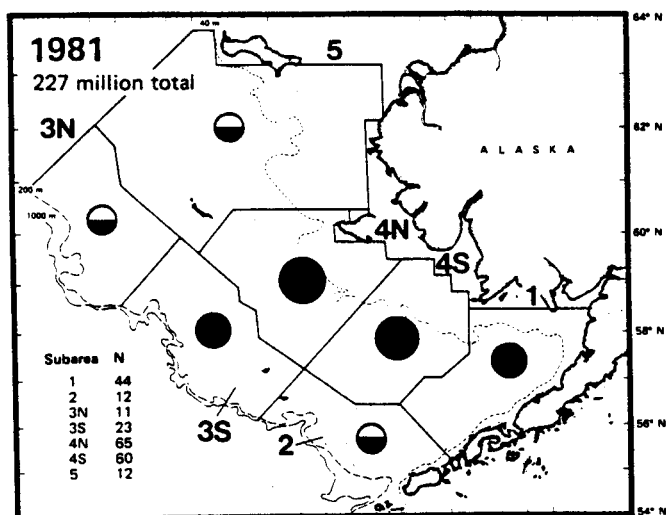 1981
227 million total
40 m
5
64° N
3N
62° N
ALASKA
200 m
1000 m
4N
60° N
4S
1
58° N
Subarea N
1 44
2 12
3N 11
3S 23
4N 65
4S 60
5 12
3S
2
56° N
54° N